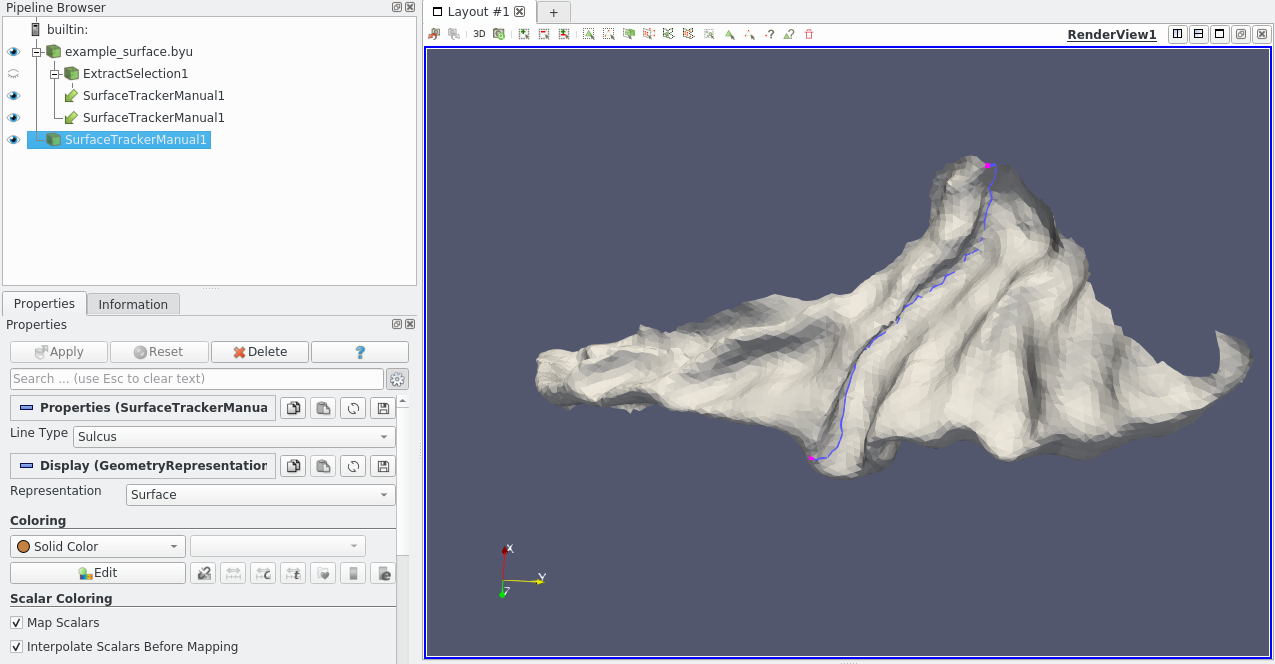 Pipeline Browser
builtin:
example_surface.byu
ExtractSelection1
SurfaceTrackerManual1
SurfaceTrackerManual1
SurfaceTrackerManual1
Properties
Information
Properties
Apply
Reset
Delete
?
Search ... (use Esc to clear text)
Properties (SurfaceTrackerManua
Line Type
Sulcus
Display (GeometryRepresentation
Representation
Surface
Coloring
Solid Color
Edit
Scalar Coloring
Map Scalars
Interpolate Scalars Before Mapping
Layout #1
+
3D
RenderView1
X
Y
Z